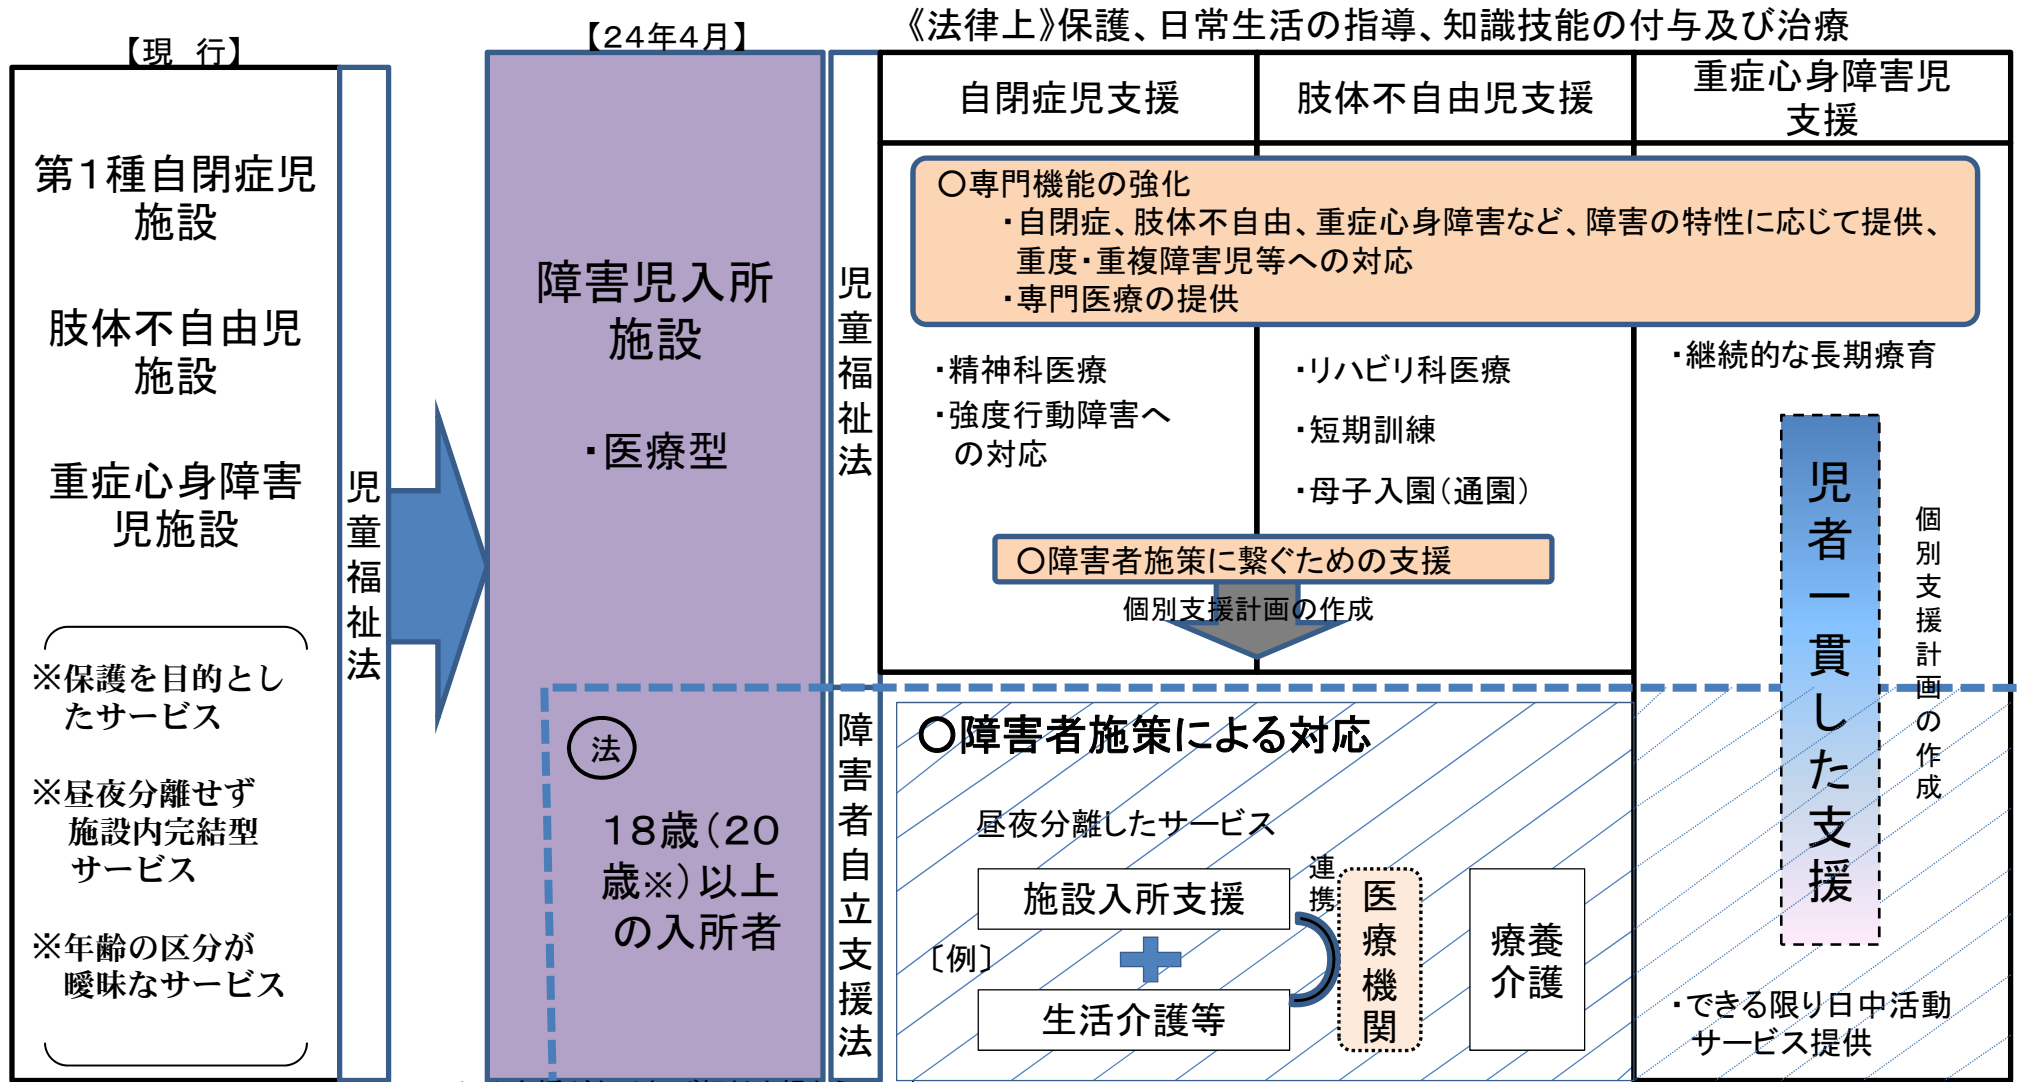 【現　行】
第１種自閉症児
施設
肢体不自由児
施設
重症心身障害
児施設
※保護を目的とし
たサービス
※昼夜分離せず
施設内完結型
サービス
※年齢の区分が
曖昧なサービス
児童福祉法
【２４年４月】
障害児入所
施設
・医療型
法
１８歳（２０
歳※）以上
の入所者
児童福祉法
障害者自立支援法
《法律上》保護、日常生活の指導、知識技能の付与及び治療
自閉症児支援
肢体不自由児支援
重症心身障害児
支援
○専門機能の強化
・自閉症、肢体不自由、重症心身障害など、障害の特性に応じて提供、
重度・重複障害児等への対応
・専門医療の提供
・精神科医療
・強度行動障害へ
の対応
・リハビリ科医療
・短期訓練
・母子入園（通園）
・継続的な長期療育
○障害者施策に繋ぐための支援
個別支援計画の作成
児者一貫した支援
個別支援計画の作成
○障害者施策による対応
昼夜分離したサービス
〔例〕
施設入所支援
生活介護等
連携
医療機関
療養
介護
・できる限り日中活動
サービス提供